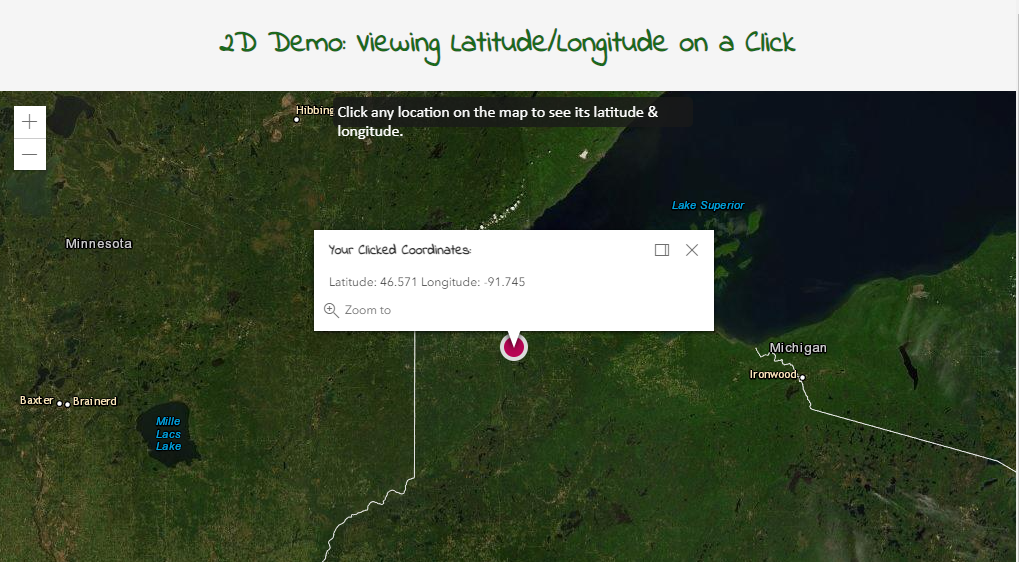 2D Demo: Viewing Latitude/Longitude on a Click
Hibbing
Click any location on the map to see its latitude &
longitude.
Lake Superior
Minnesota
Your Clicked Coordinates:
Latitude: 46.571 Longitude: -91.745
Zoom to
Michigan
Ironwood
Baxter
Brainerd
Mille
Lacs
Lake